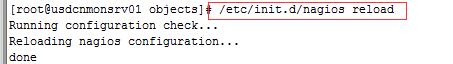 [root@usdcnmonsrv01 objects]# /etc/init.d/nagios reload
Running configuration check...
Reloading nagios configuration...
done